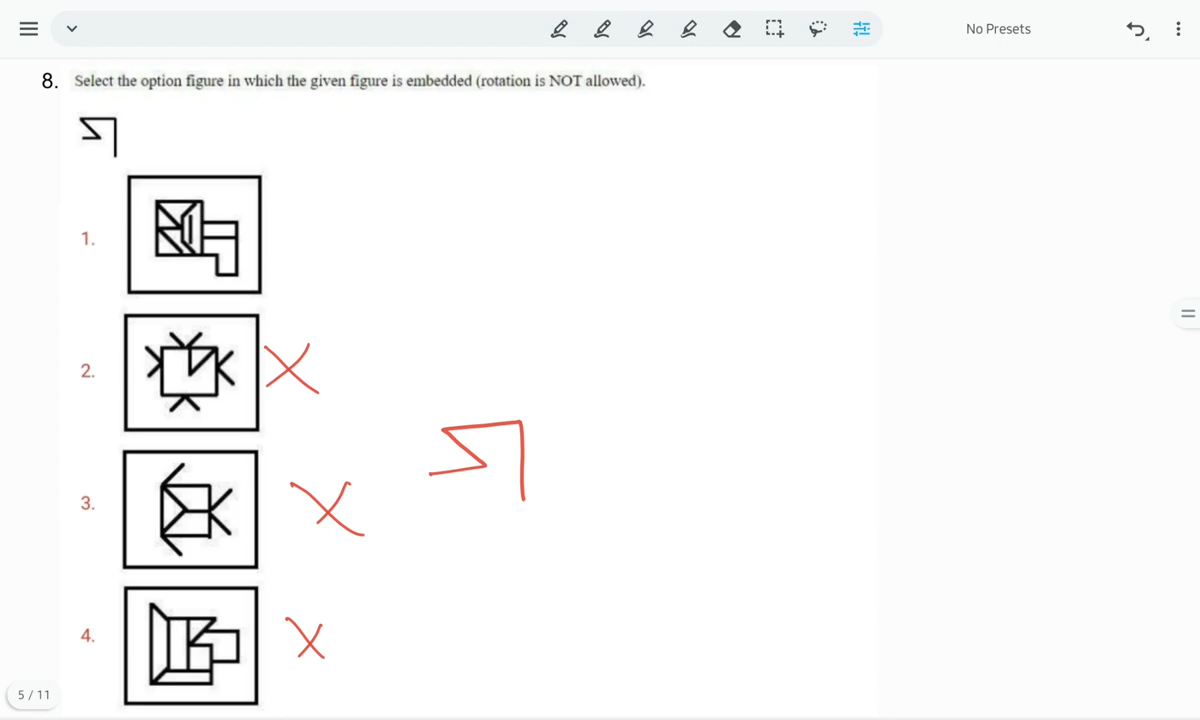 No Presets
8. Select the option figure in which the given figure is embedded (rotation is NOT allowed).
1.
2.
3.
4.
5 / 11